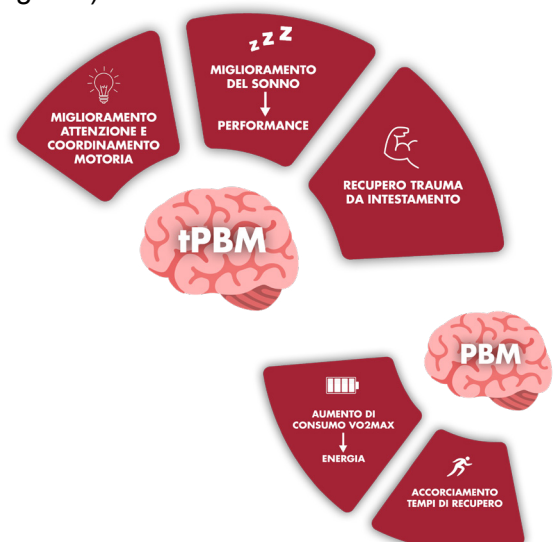 zzZ
MIGLIORAMENTO
ATTENZIONE E
COORDINAMENTO
MOTORIA
MIGLIORAMENTO
DEL SONNO
PERFORMANCE
RECUPERO TRAUMA
DA INTESTAMENTO
tPBM
PBM
AUMENTO DI
CONSUMO VO2MAX
ENERGIA
ACCORCIAMENTO
TEMPI DI RECUPERO